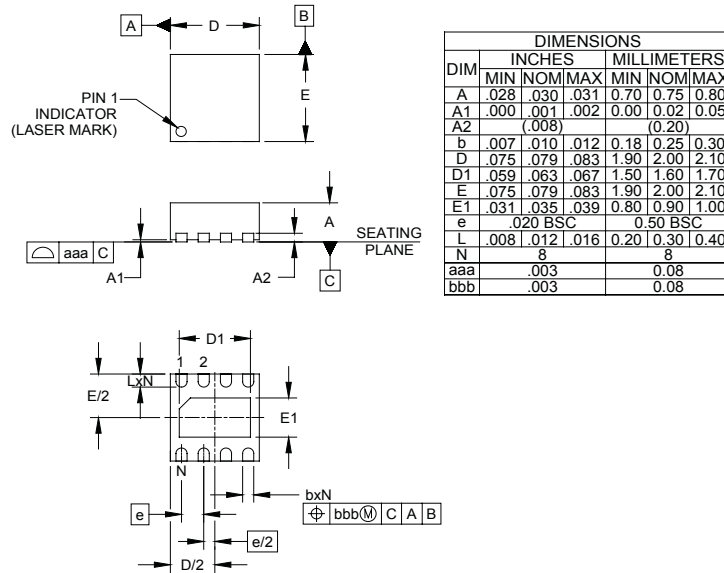 A
D
B
E
PIN 1
INDICATOR
(LASER MARK)
A
SEATING
PLANE
aaa C
A1
A2
C
D1
1 2
LxN
E/2
E1
N
bxN
e
bbb Ⓜ C A B
e/2
D/2
DIMENSIONS
DIM INCHES MILLIMETERS
MIN NOM MAX MIN NOM MAX
A .028 .030 .031 0.70 0.75 0.80
A1 .000 .001 .002 0.00 0.02 0.05
A2 (.008) (0.20)
b .007 .010 .012 0.18 0.25 0.30
D .075 .079 .083 1.90 2.00 2.10
D1 .059 .063 .067 1.50 1.60 1.70
E .075 .079 .083 1.90 2.00 2.10
E1 .031 .035 .039 0.80 0.90 1.00
e .020 BSC 0.50 BSC
L .008 .012 .016 0.20 0.30 0.40
N 8 8
aaa .003 0.08
bbb .003 0.08